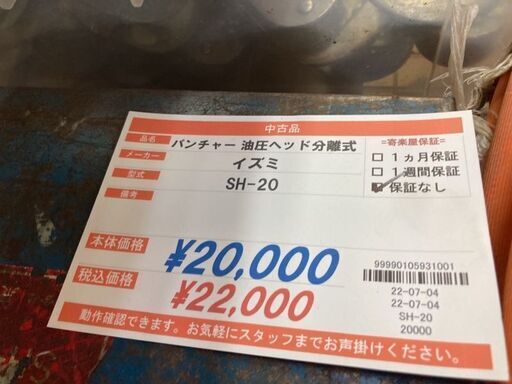 中古品
品名 パンチャー 油圧ヘッド分離式
メーカー イズミ
型式 SH-20
備考
=寄楽屋保証=
1ヵ月保証
1週間保証
保証なし
本体価格 ¥20,000
税込価格 ¥22,000
99990105931001
22-07-04
22-07-04
SH-20
20000
動作確認できます。お気軽にスタッフまでお声掛けください。